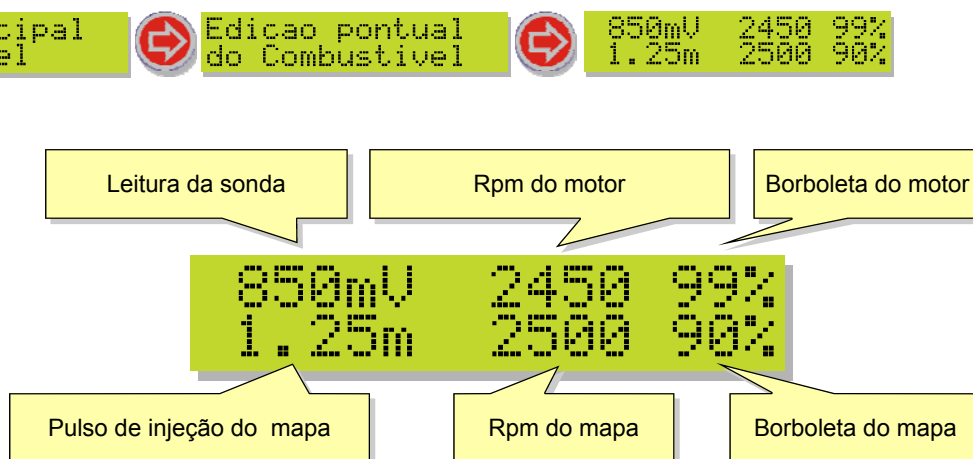 cipal
el
Edicao pontual
do Combustivel
850mV 2450 99%
1.25m 2500 90%
Leitura da sonda
Rpm do motor
Borboleta do motor
850mV 2450 99%
1.25m 2500 90%
Pulso de injeção do mapa
Rpm do mapa
Borboleta do mapa